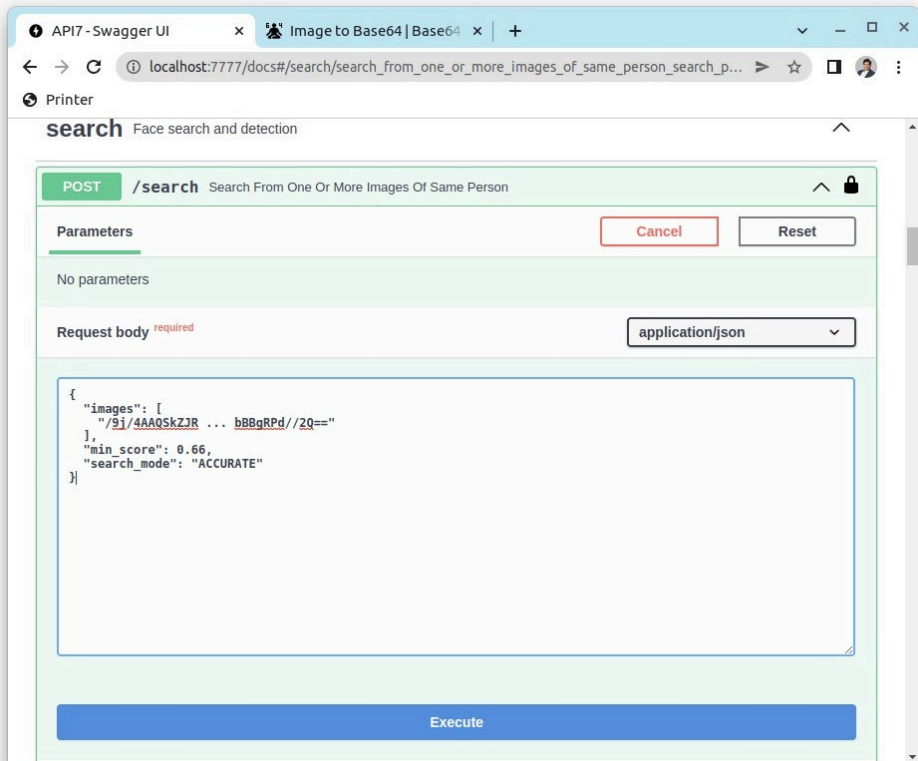 API7 - Swagger UI
Image to Base64 | Base64
localhost:7777/docs#/search/search_from_one_or_more_images_of_same_person_search_p...
Printer
search Face search and detection
POST /search Search From One Or More Images Of Same Person
Parameters Cancel Reset
No parameters
Request body required application/json
{
"images": [
"/9j/4AAQSkZJR ... bBBgRPd//2Q=="
],
"min_score": 0.66,
"search_mode": "ACCURATE"
}
Execute